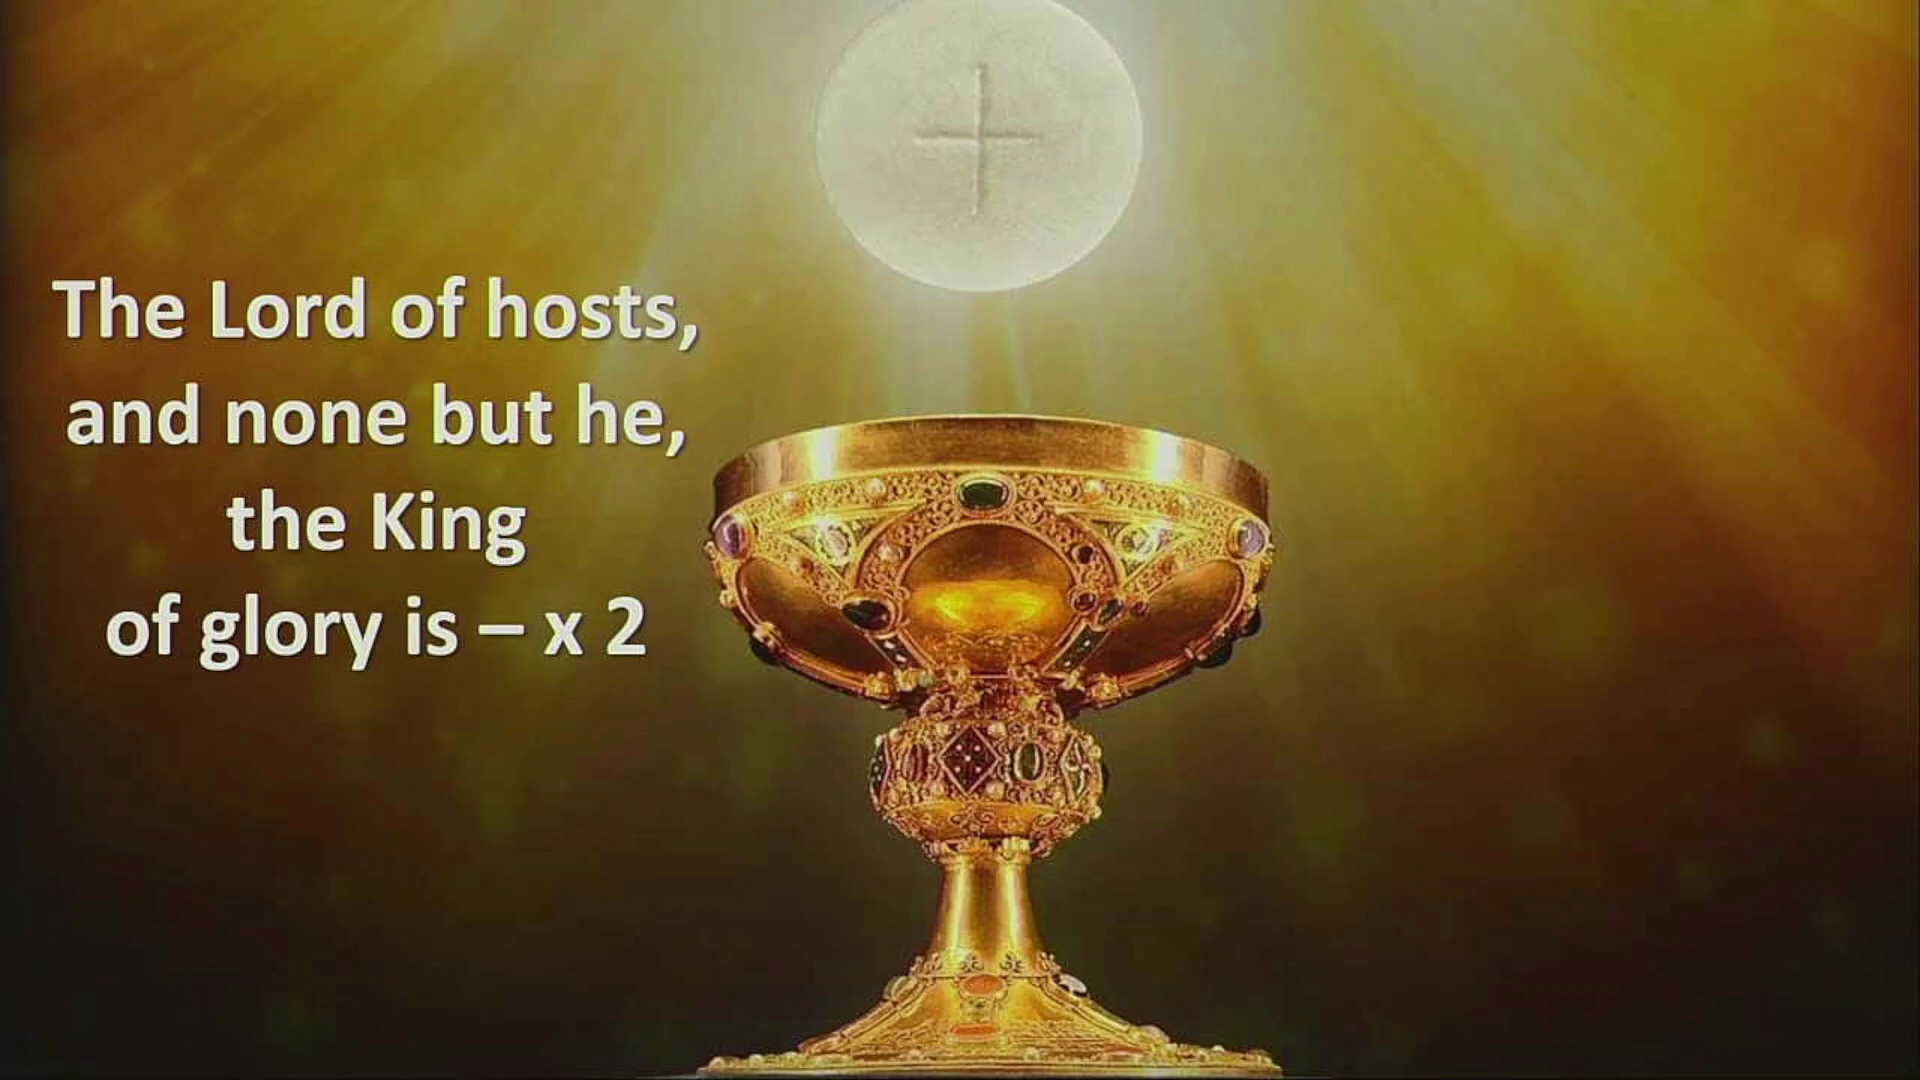 The Lord of hosts,
and none but he,
the King
of glory is – x 2